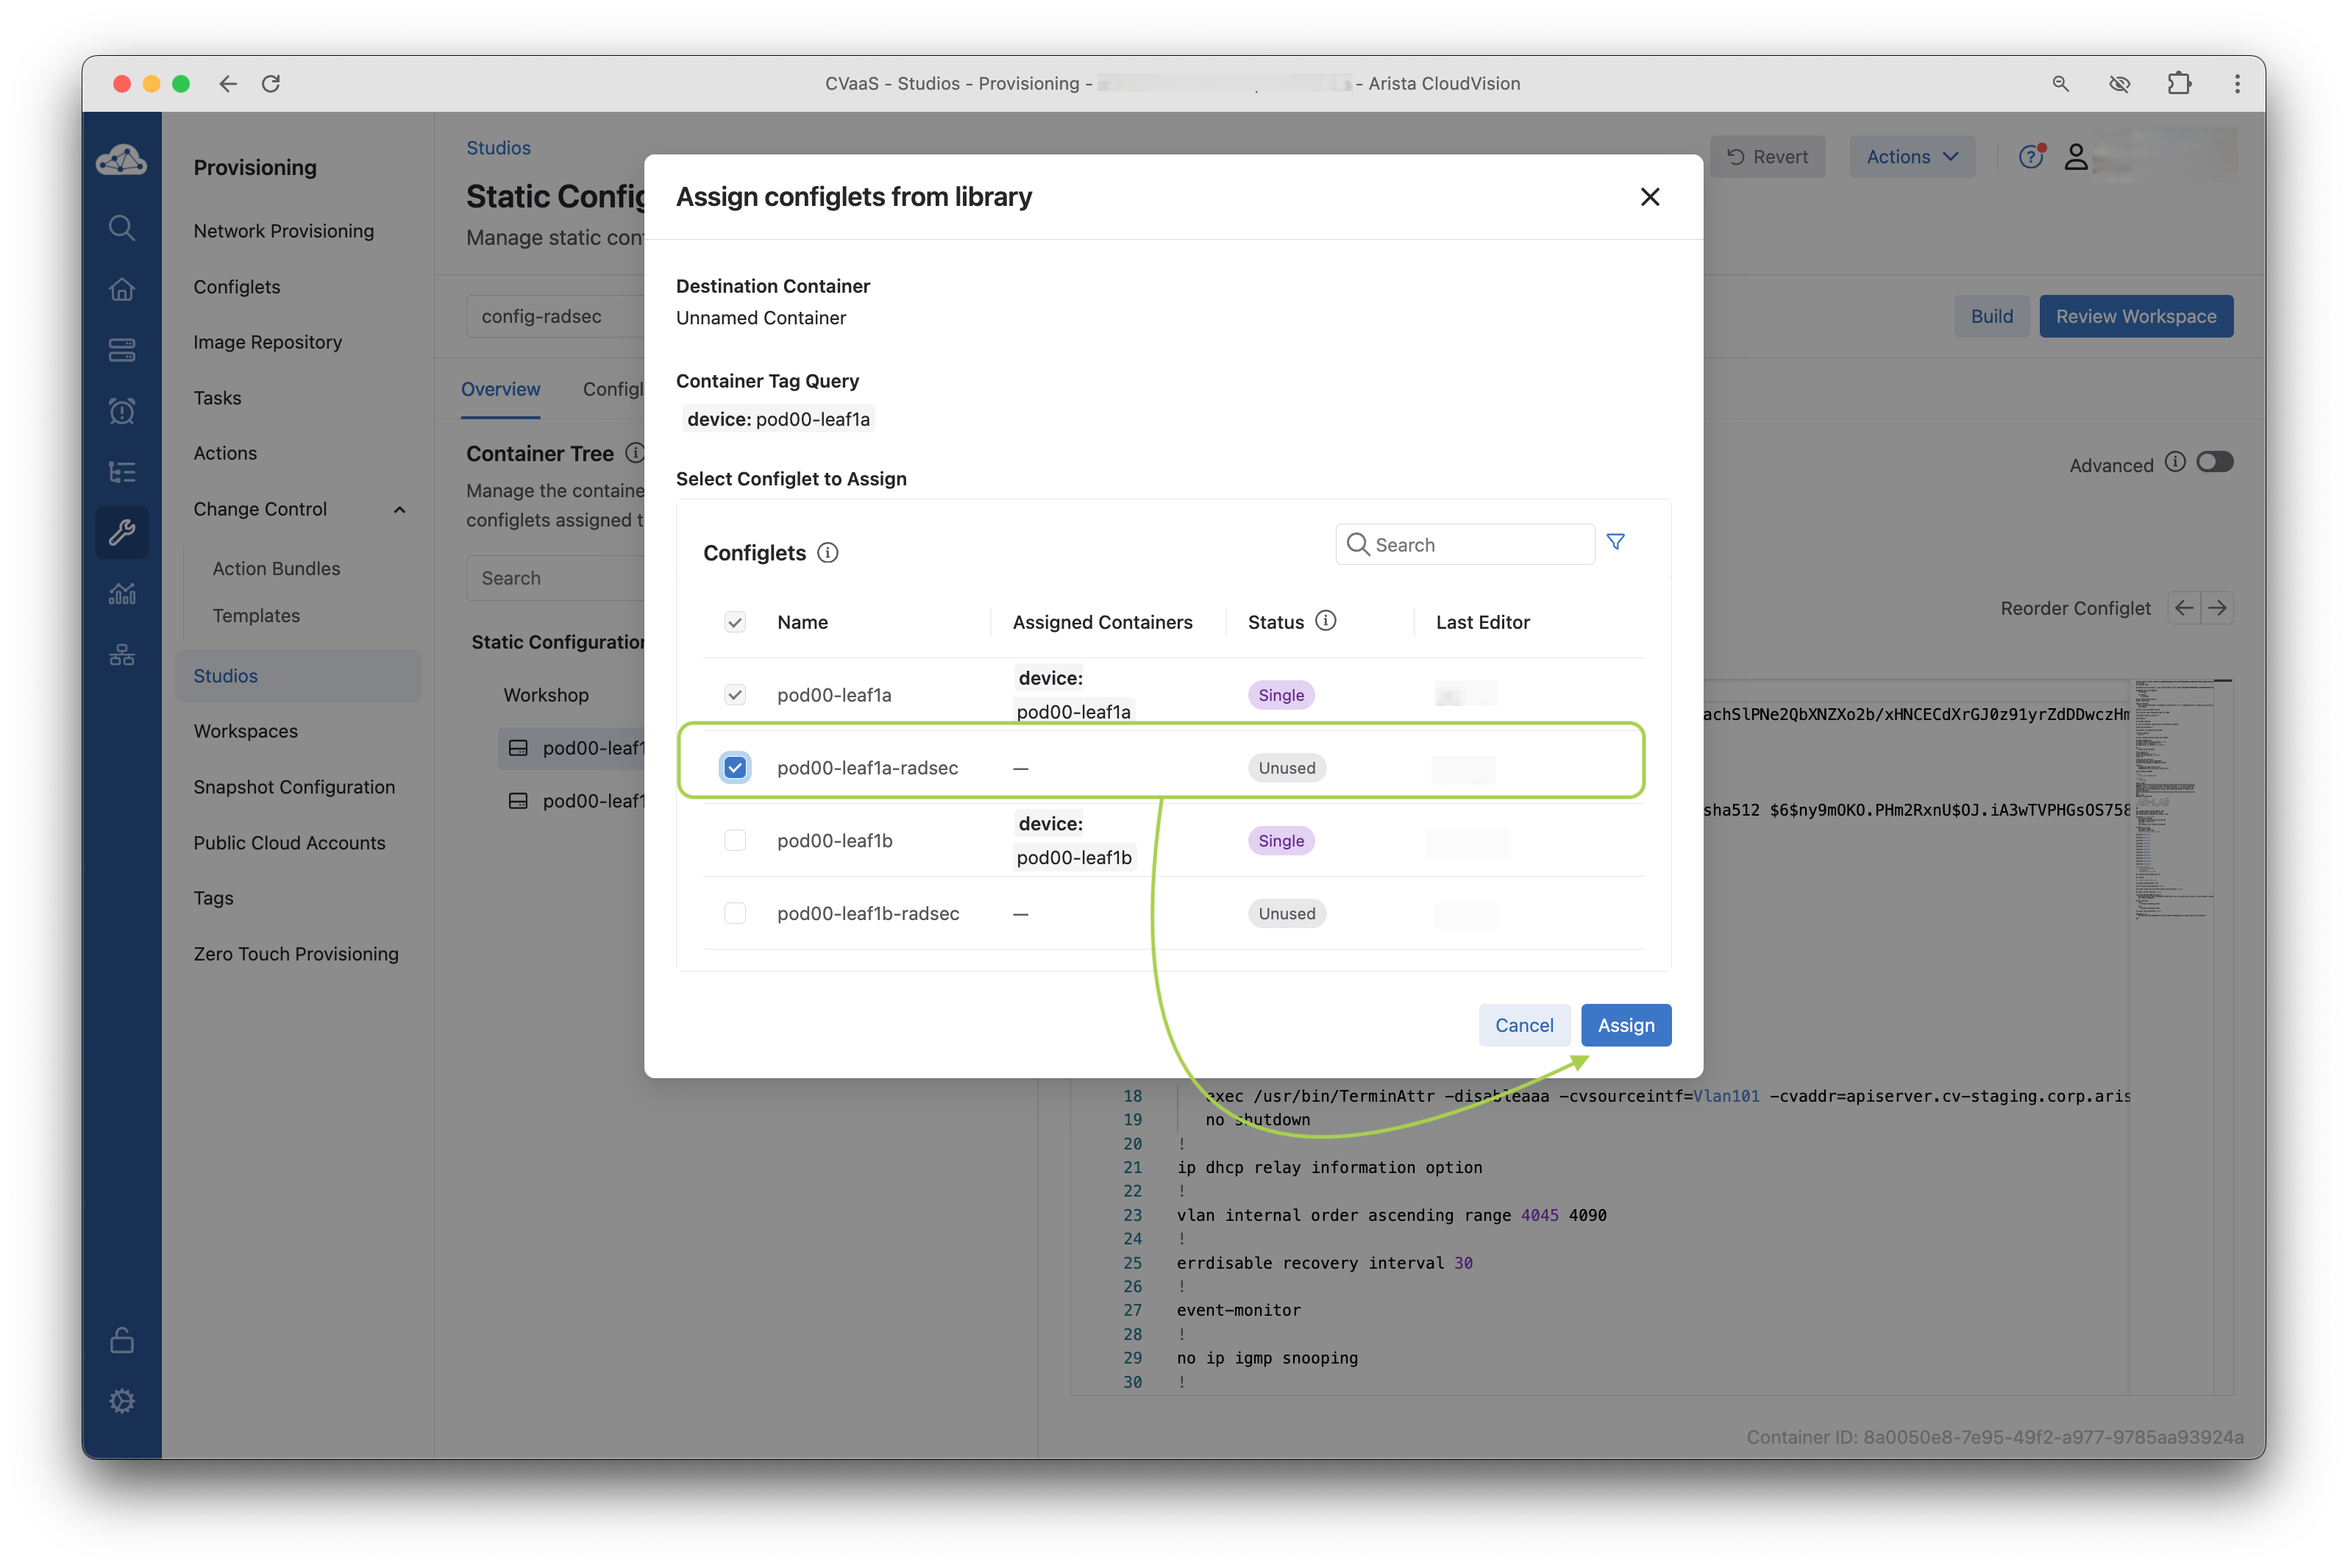 CVaaS - Studios - Provisioning - - Arista CloudVision
Provisioning
Network Provisioning
Configlets
Image Repository
Tasks
Actions
Change Control
Action Bundles
Templates
Studios
Workspaces
Snapshot Configuration
Public Cloud Accounts
Tags
Zero Touch Provisioning
Studios
Static Config
Manage static con
Revert
Actions
config-radsec
Build
Review Workspace
Overview
Configl
Container Tree
Manage the containe
configlets assigned t
Search
Static Configuration
Workshop
pod00-leaf1
pod00-leaf1
Assign configlets from library
Destination Container
Unnamed Container
Container Tag Query
device: pod00-leaf1a
Select Configlet to Assign
Configlets
Search
Name Assigned Containers Status Last Editor
pod00-leaf1a device: pod00-leaf1a Single
pod00-leaf1a-radsec — Unused
pod00-leaf1b device: pod00-leaf1b Single
pod00-leaf1b-radsec — Unused
Cancel
Assign
Advanced
Reorder Configlet
achSlPNe2QbXNZXo2b/xHNCECdXrGJ0z91yrZdDDwczHm
sha512 $6$ny9mOKO.PHm2RxnU$OJ.iA3wTVPHGsOS758
18 exec /usr/bin/TerminAttr -disableaaa -cvsourceintf=Vlan101 -cvaddr=apiserver.cv-staging.corp.aris
19 no shutdown
20 !
21 ip dhcp relay information option
22 !
23 vlan internal order ascending range 4045 4090
24 !
25 errdisable recovery interval 30
26 !
27 event-monitor
28 !
29 no ip igmp snooping
30 !
Container ID: 8a0050e8-7e95-49f2-a977-9785aa93924a